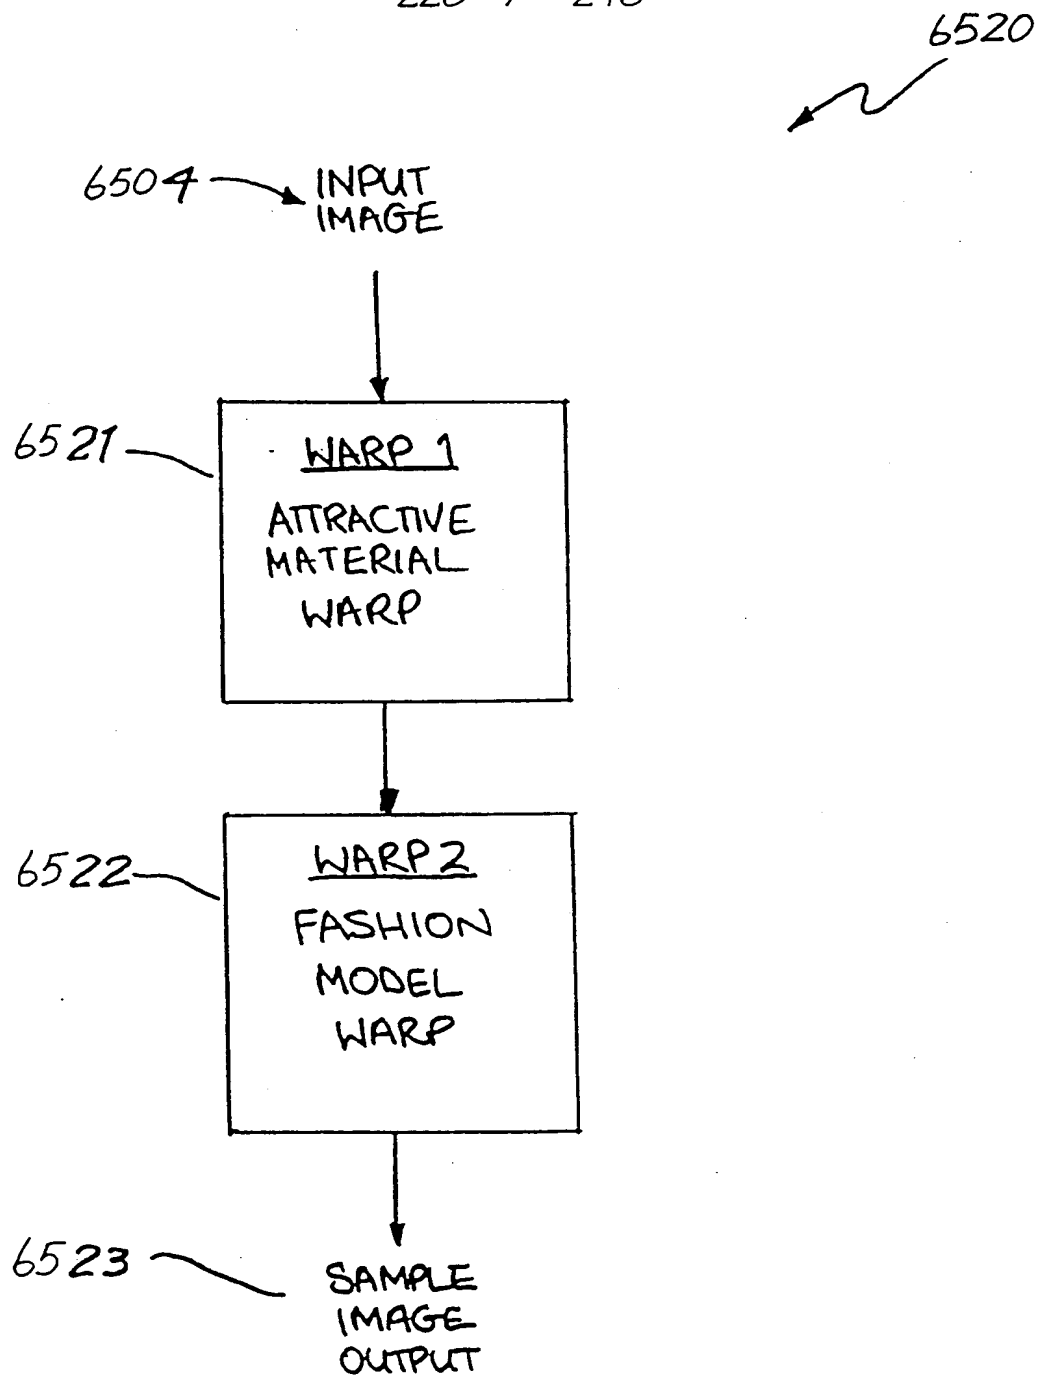 6520
6504
INPUT
IMAGE
6521
WARP 1
ATTRACTIVE
MATERIAL
WARP
6522
WARP 2
FASHION
MODEL
WARP
6523
SAMPLE
IMAGE
OUTPUT